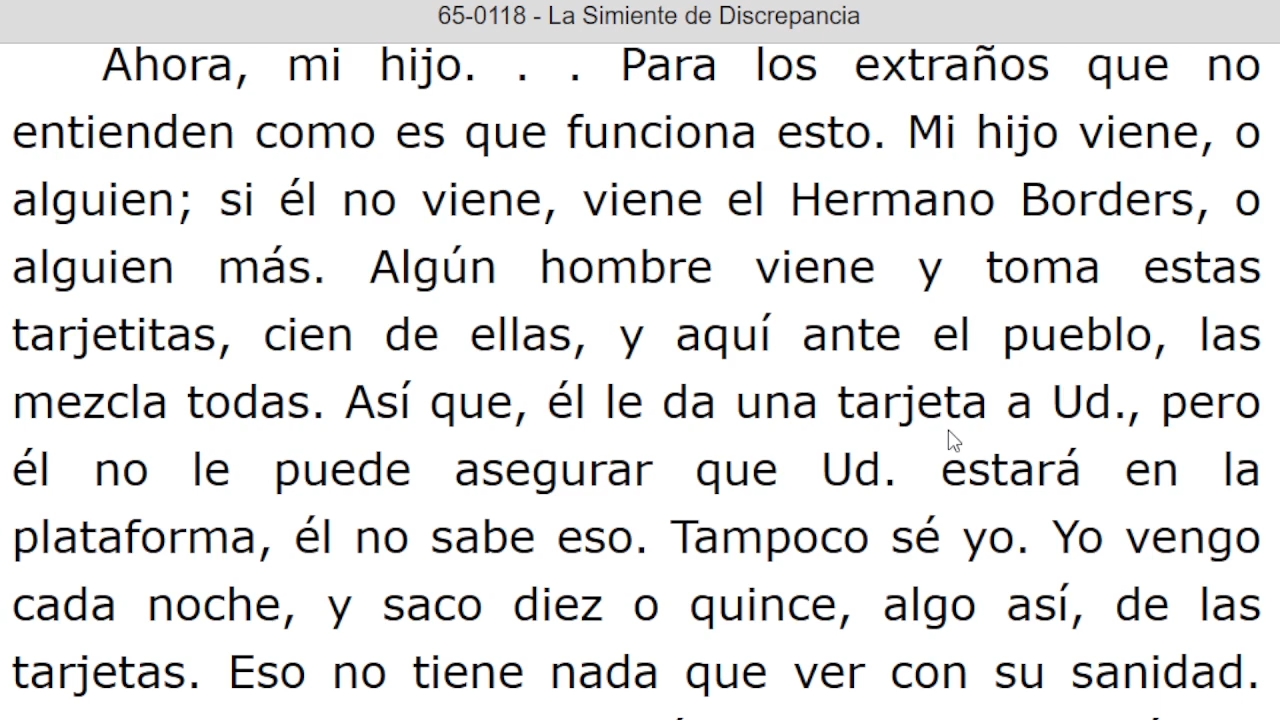 65-0118 - La Simiente de Discrepancia
Ahora, mi hijo. . . Para los extraños que no
entienden como es que funciona esto. Mi hijo viene, o
alguien; si él no viene, viene el Hermano Borders, o
alguien más. Algún hombre viene y toma estas
tarjetitas, cien de ellas, y aquí ante el pueblo, las
mezcla todas. Así que, él le da una tarjeta a Ud., pero
él no le puede asegurar que Ud. estará en la
plataforma, él no sabe eso. Tampoco sé yo. Yo vengo
cada noche, y saco diez o quince, algo así, de las
tarjetas. Eso no tiene nada que ver con su sanidad.